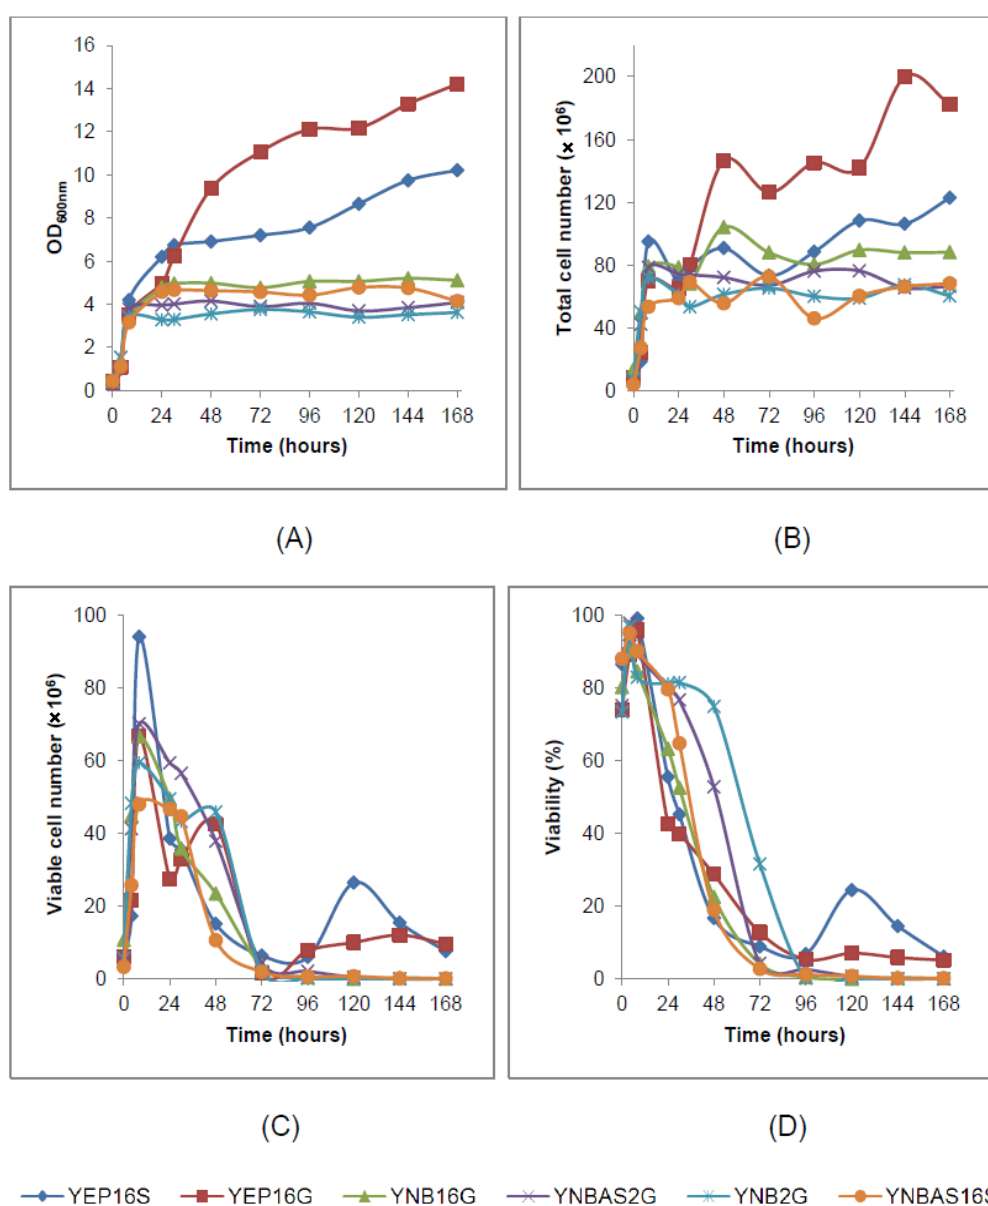 16
14
12
10
8
6
4
2
0
OD600nm
0 24 48 72 96 120 144 168
Time (hours)
(A)
200
160
120
80
40
0
Total cell number (× 10⁶)
0 24 48 72 96 120 144 168
Time (hours)
(B)
100
80
60
40
20
0
Viable cell number (×10⁶)
0 24 48 72 96 120 144 168
Time (hours)
(C)
100
80
60
40
20
0
Viability (%)
0 24 48 72 96 120 144 168
Time (hours)
(D)
YEP16S YEP16G YNB16G YNBAS2G YNB2G YNBAS16S